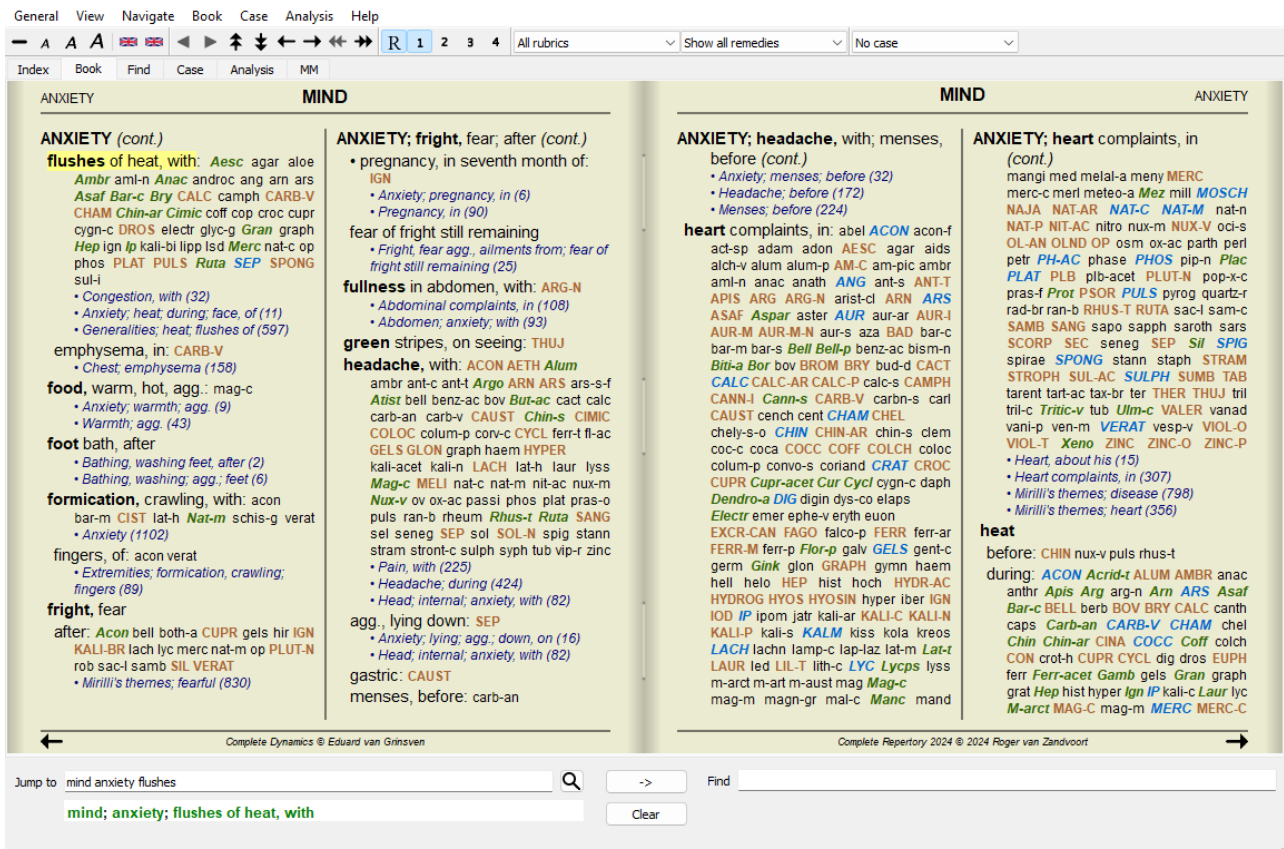 General View Navigate Book Case Analysis Help
A A A R 1 2 3 4 All rubrics Show all remedies No case
Index Book Find Case Analysis MM
ANXIETY MIND
ANXIETY (cont.)
flushes of heat, with: Aesc agar aloe
Ambr aml-n Anac androc ang arn ars
Asaf Bar-c Bry CALC camph CARB-V
CHAM Chin-ar Cimic coff cop croc cupr
cygn-c DROS electr glyc-g Gran graph
Hep ign Ip kali-bi lipp lsd Merc nat-c op
phos PLAT PULS Ruta SEP SPONG
sul-i
• Congestion, with (32)
• Anxiety; heat; during; face, of (11)
• Generalities; heat; flushes of (597)
emphysema, in: CARB-V
• Chest; emphysema (158)
food, warm, hot, agg.: mag-c
• Anxiety; warmth; agg. (9)
• Warmth; agg. (43)
foot bath, after
• Bathing, washing feet, after (2)
• Bathing, washing; agg.; feet (6)
formication, crawling, with: acon
bar-m CIST lat-h Nat-m schis-g verat
• Anxiety (1102)
fingers, of: acon verat
• Extremities; formication, crawling;
fingers (89)
fright, fear
after: Acon bell both-a CUPR gels hir IGN
KALI-BR lach lyc merc nat-m op PLUT-N
rob sac-l samb SIL VERAT
• Mirilli's themes; fearful (830)
ANXIETY; fright, fear; after (cont.)
• pregnancy, in seventh month of:
IGN
• Anxiety; pregnancy, in (6)
• Pregnancy, in (90)
fear of fright still remaining
• Fright, fear agg., ailments from; fear of
fright still remaining (25)
fullness in abdomen, with: ARG-N
• Abdominal complaints, in (108)
• Abdomen; anxiety; with (93)
green stripes, on seeing: THUJ
headache, with: ACON AETH Alum
ambr ant-c ant-t Argo ARN ARS ars-s-f
Atist bell benz-ac bov But-ac cact calc
carb-an carb-v CAUST Chin-s CIMIC
COLOC colum-p corv-c CYCL ferr-t fl-ac
GELS GLON graph haem HYPER
kali-acet kali-n LACH lat-h laur lyss
Mag-c MELI nat-c nat-m nit-ac nux-m
Nux-v ov ox-ac passi phos plat pras-o
puls ran-b rheum Rhus-t Ruta SANG
sel seneg SEP sol SOL-N spig stann
stram stront-c sulph syph tub vip-r zinc
• Pain, with (225)
• Headache; during (424)
• Head; internal; anxiety, with (82)
agg., lying down: SEP
• Anxiety; lying; agg.; down, on (16)
• Head; internal; anxiety, with (82)
gastric: CAUST
menses, before: carb-an
Complete Dynamics © Eduard van Grinsven
MIND ANXIETY
ANXIETY; headache, with; menses,
before (cont.)
• Anxiety; menses; before (32)
• Headache; before (172)
• Menses; before (224)
heart complaints, in: abel ACON acon-f
act-sp adam adon AESC agar aids
alch-v alum alum-p AM-C am-pic ambr
aml-n anac anath ANG ant-s ANT-T
APIS ARG ARG-N arist-cl ARN ARS
ASAF Aspar aster AUR aur-ar AUR-I
AUR-M AUR-M-N aur-s aza BAD bar-c
bar-m bar-s Bell Bell-p benz-ac bism-n
Biti-a Bor bov BROM BRY bud-d CACT
CALC CALC-AR CALC-P calc-s CAMPH
CANN-I Cann-s CARB-V carbn-s carl
CAUST cench cent CHAM CHEL
chely-s-o CHIN CHIN-AR chin-s clem
coc-c coca COCC COFF COLCH coloc
colum-p convo-s coriand CRAT CROC
CUPR Cupr-acet Cur Cycl cygn-c daph
Dendro-a DIG digin dys-co elaps
Electr emer ephe-v eryth euon
EXCR-CAN FAGO falco-p FERR ferr-ar
FERR-M ferr-p Flor-p galv GELS gent-c
germ Gink glon GRAPH gymn haem
hell helo HEP hist hoch HYDR-AC
HYDROG HYOS HYOSIN hyper iber IGN
IOD IP ipom jatr kali-ar KALI-C KALI-N
KALI-P kali-s KALM kiss kola kreos
LACH lachn lamp-c lap-laz lat-m Lat-t
LAUR led LIL-T lith-c LYC Lycps lyss
m-arct m-art m-aust mag Mag-c
mag-m magn-gr mal-c Manc mand
ANXIETY; heart complaints, in
(cont.)
mangi med melal-a meny MERC
merc-c merl meteo-a Mez mill MOSCH
NAJA NAT-AR NAT-C NAT-M nat-n
NAT-P NIT-AC nitro nux-m NUX-V oci-s
OL-AN OLND OP osm ox-ac parth perl
petr PH-AC phase PHOS pip-n Plac
PLAT PLB plb-acet PLUT-N pop-x-c
pras-f Prot PSOR PULS pyrog quartz-r
rad-br ran-b RHUS-T RUTA sac-l sam-c
SAMB SANG sapo sapph saroth sars
SCORP SEC seneg SEP Sil SPIG
spirae SPONG stann staph STRAM
STROPH SUL-AC SULPH SUMB TAB
tarent tart-ac tax-br ter THER THUJ tril
tril-c Tritic-v tub Ulm-c VALER vanad
vani-p ven-m VERAT vesp-v VIOL-O
VIOL-T Xeno ZINC ZINC-O ZINC-P
• Heart, about his (15)
• Heart complaints, in (307)
• Mirilli's themes; disease (798)
• Mirilli's themes; heart (356)
heat
before: CHIN nux-v puls rhus-t
during: ACON Acrid-t ALUM AMBR anac
anthr Apis Arg arg-n Arn ARS Asaf
Bar-c BELL berb BOV BRY CALC canth
caps Carb-an CARB-V CHAM chel
Chin Chin-ar CINA COCC Coff colch
CON crot-h CUPR CYCL dig dros EUPH
ferr Ferr-acet Gamb gels Gran graph
grat Hep hist hyper Ign IP kali-c Laur lyc
M-arct MAG-C mag-m MERC MERC-C
Complete Repertory 2024 © 2024 Roger van Zandvoort
Jump to mind anxiety flushes -> Find
mind; anxiety; flushes of heat, with Clear